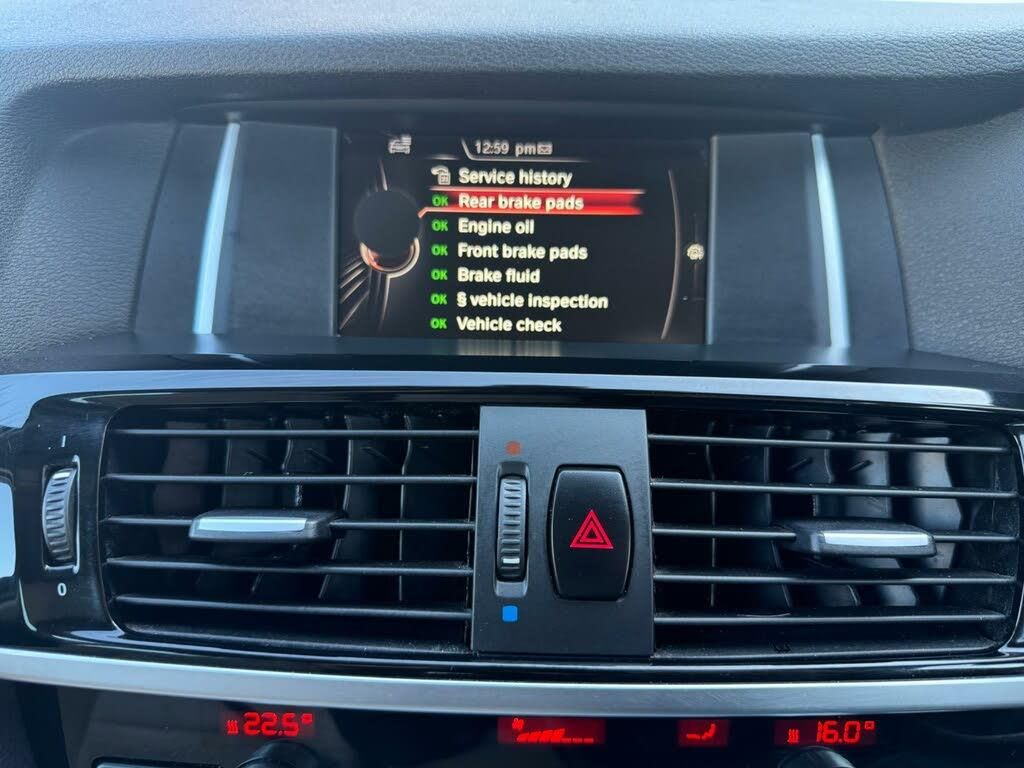 12:59 pm
Service history
OK Rear brake pads
OK Engine oil
OK Front brake pads
OK Brake fluid
OK § vehicle inspection
OK Vehicle check
0
22.5°
16.0°